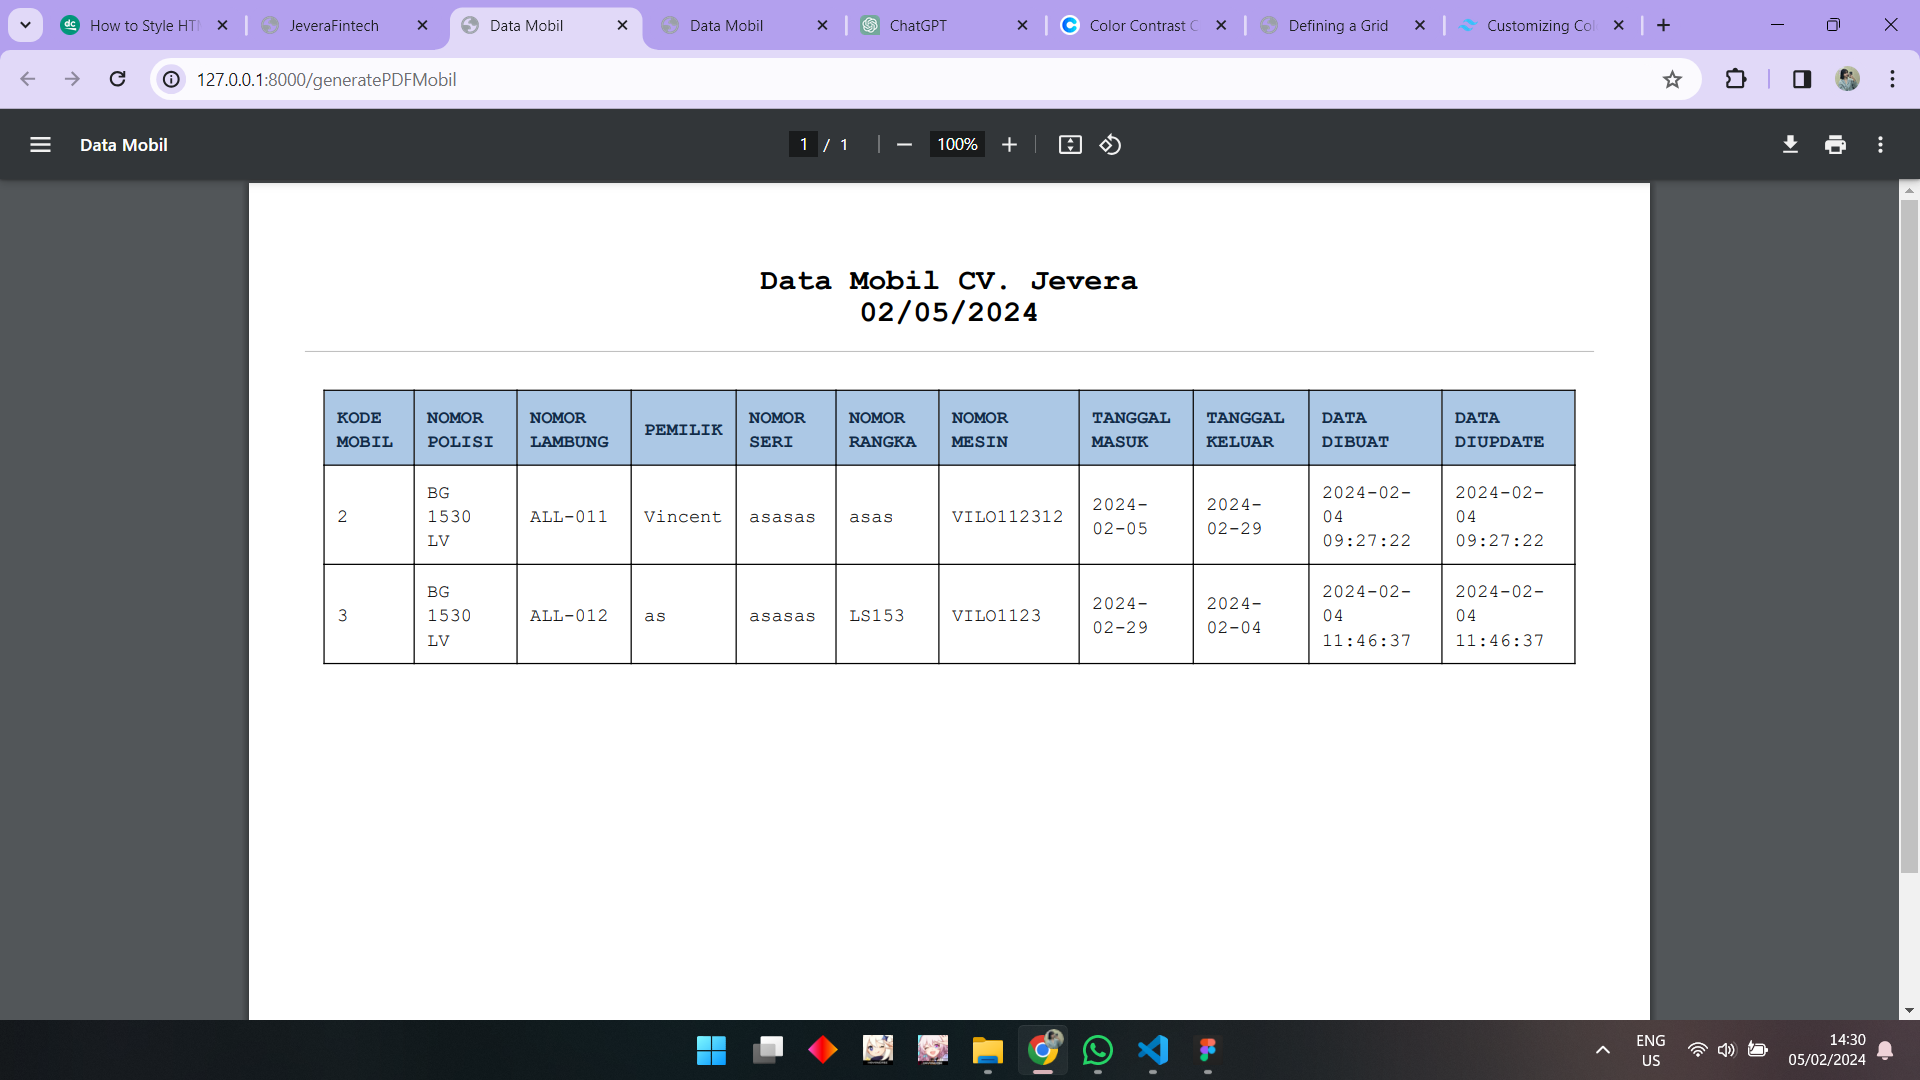 How to Style HT
JeveraFintech
Data Mobil
Data Mobil
ChatGPT
Color Contrast C
Defining a Grid
Customizing Col
127.0.0.1:8000/generatePDFMobil
Data Mobil
1 / 1
100%
Data Mobil CV. Jevera
02/05/2024
KODE MOBIL
NOMOR POLISI
NOMOR LAMBUNG
PEMILIK
NOMOR SERI
NOMOR RANGKA
NOMOR MESIN
TANGGAL MASUK
TANGGAL KELUAR
DATA DIBUAT
DATA DIUPDATE
2
BG 1530 LV
ALL-011
Vincent
asasas
asas
VILO112312
2024-02-05
2024-02-29
2024-02-04 09:27:22
2024-02-04 09:27:22
3
BG 1530 LV
ALL-012
as
asasas
LS153
VILO1123
2024-02-29
2024-02-04
2024-02-04 11:46:37
2024-02-04 11:46:37
ENG
US
14:30
05/02/2024